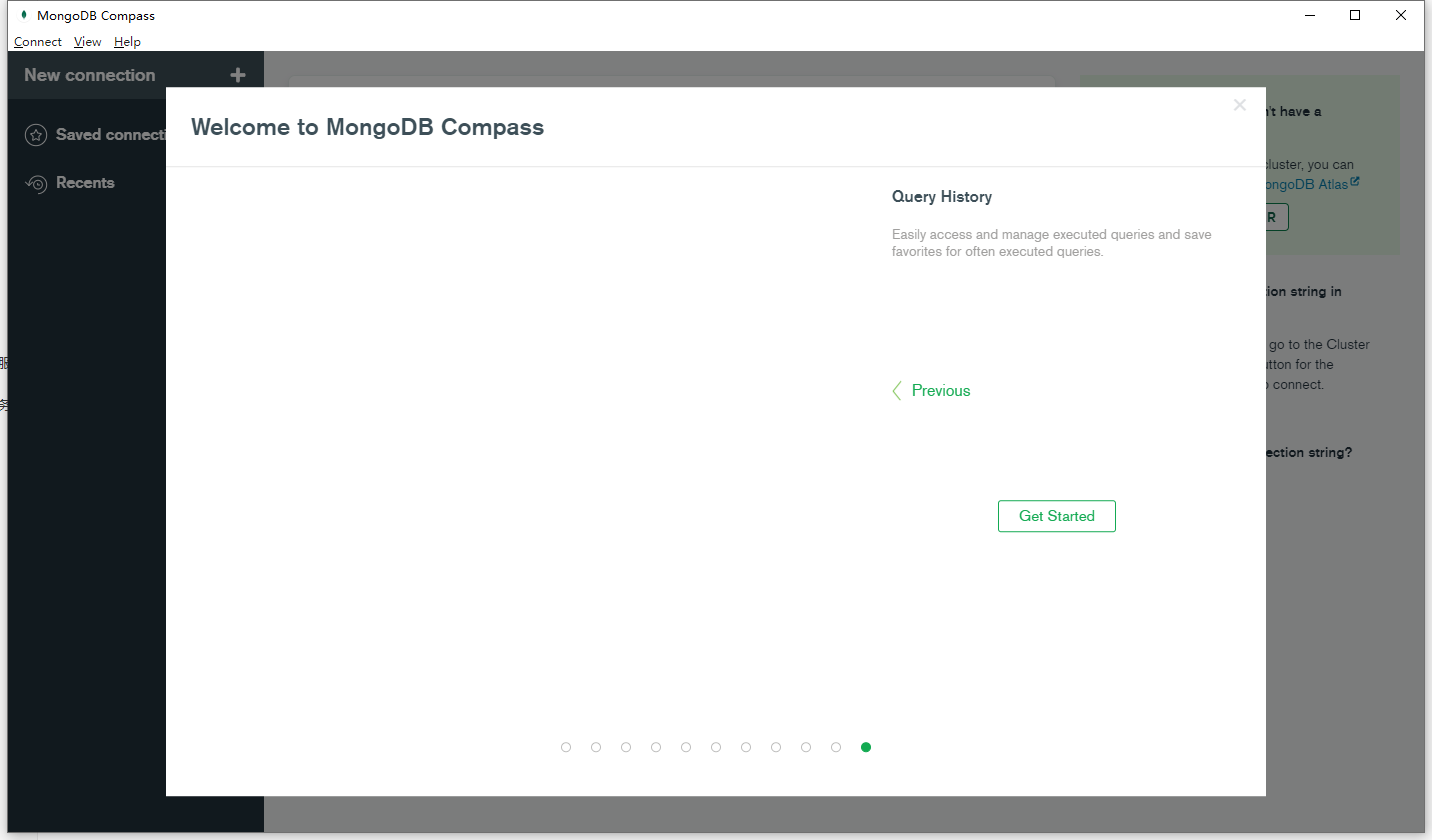 MongoDB Compass
Connect View Help
New connection
Saved connecti
Recents
Welcome to MongoDB Compass
Query History
Easily access and manage executed queries and save
favorites for often executed queries.
Previous
Get Started
n't have a
cluster, you can
ongoDB Atlas
R
tion string in
go to the Cluster
utton for the
o connect.
ection string?
服
务